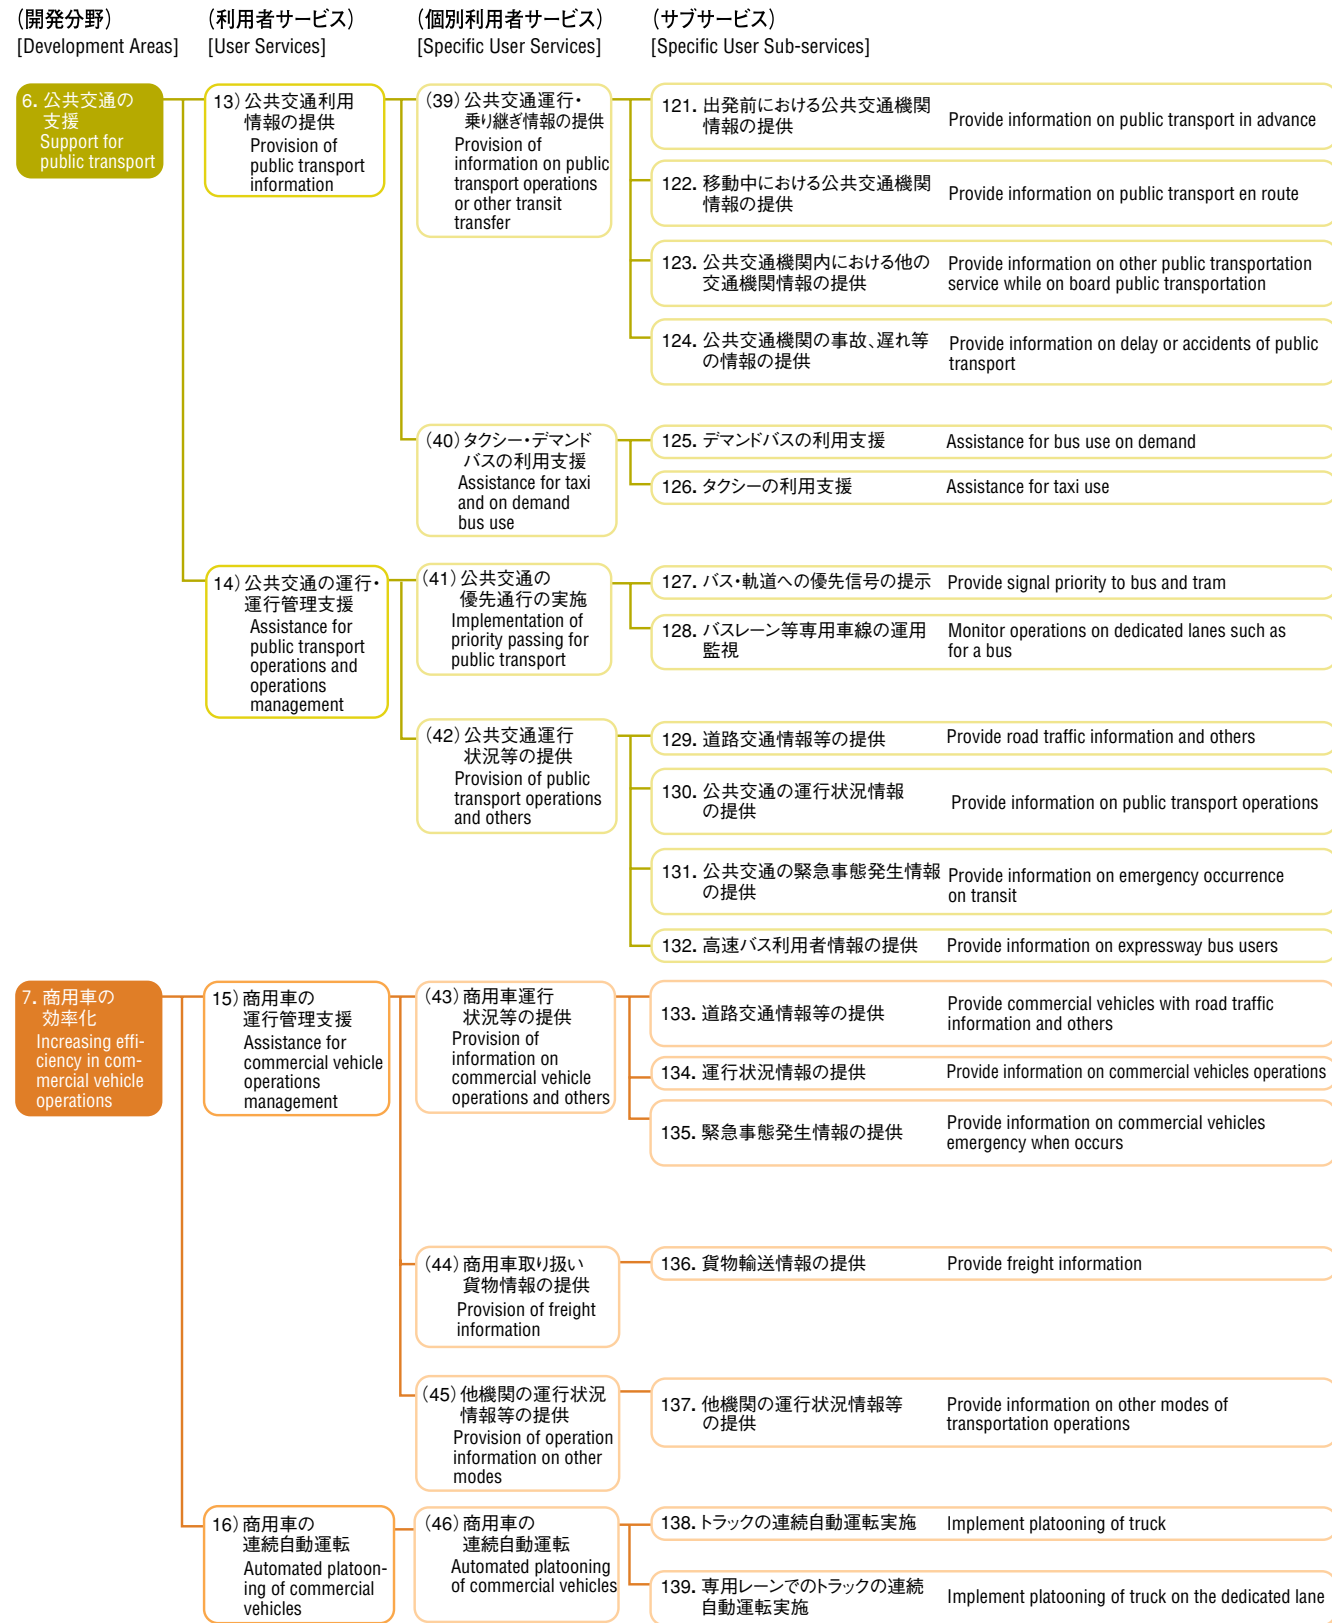 (開発分野)
[Development Areas]
(利用者サービス)
[User Services]
(個別利用者サービス)
[Specific User Services]
(サブサービス)
[Specific User Sub-services]
6. 公共交通の
支援
Support for
public transport
13) 公共交通利用
情報の提供
Provision of
public transport
information
(39) 公共交通運行・
乗り継ぎ情報の提供
Provision of
information on public
transport operations
or other transit
transfer
121. 出発前における公共交通機関
情報の提供
Provide information on public transport in advance
122. 移動中における公共交通機関
情報の提供
Provide information on public transport en route
123. 公共交通機関内における他の
交通機関情報の提供
Provide information on other public transportation
service while on board public transportation
124. 公共交通機関の事故、遅れ等
の情報の提供
Provide information on delay or accidents of public
transport
(40) タクシー・デマンド
バスの利用支援
Assistance for taxi
and on demand
bus use
125. デマンドバスの利用支援
Assistance for bus use on demand
126. タクシーの利用支援
Assistance for taxi use
14) 公共交通の運行・
運行管理支援
Assistance for
public transport
operations and
operations
management
(41) 公共交通の
優先通行の実施
Implementation of
priority passing for
public transport
127. バス・軌道への優先信号の提示
Provide signal priority to bus and tram
128. バスレーン等専用車線の運用
監視
Monitor operations on dedicated lanes such as
for a bus
(42) 公共交通運行
状況等の提供
Provision of public
transport operations
and others
129. 道路交通情報等の提供
Provide road traffic information and others
130. 公共交通の運行状況情報
の提供
Provide information on public transport operations
131. 公共交通の緊急事態発生情報
の提供
Provide information on emergency occurrence
on transit
132. 高速バス利用者情報の提供
Provide information on expressway bus users
7. 商用車の
効率化
Increasing effi-
ciency in com-
mercial vehicle
operations
15) 商用車の
運行管理支援
Assistance for
commercial vehicle
operations
management
(43) 商用車運行
状況等の提供
Provision of
information on
commercial vehicle
operations and others
133. 道路交通情報等の提供
Provide commercial vehicles with road traffic
information and others
134. 運行状況情報の提供
Provide information on commercial vehicles operations
135. 緊急事態発生情報の提供
Provide information on commercial vehicles
emergency when occurs
(44) 商用車取り扱い
貨物情報の提供
Provision of freight
information
136. 貨物輸送情報の提供
Provide freight information
(45) 他機関の運行状況
情報等の提供
Provision of operation
information on other
modes
137. 他機関の運行状況情報等
の提供
Provide information on other modes of
transportation operations
16) 商用車の
連続自動運転
Automated platoon-
ing of commercial
vehicles
(46) 商用車の
連続自動運転
Automated platooning
of commercial vehicles
138. トラックの連続自動運転実施
Implement platooning of truck
139. 専用レーンでのトラックの連続
自動運転実施
Implement platooning of truck on the dedicated lane